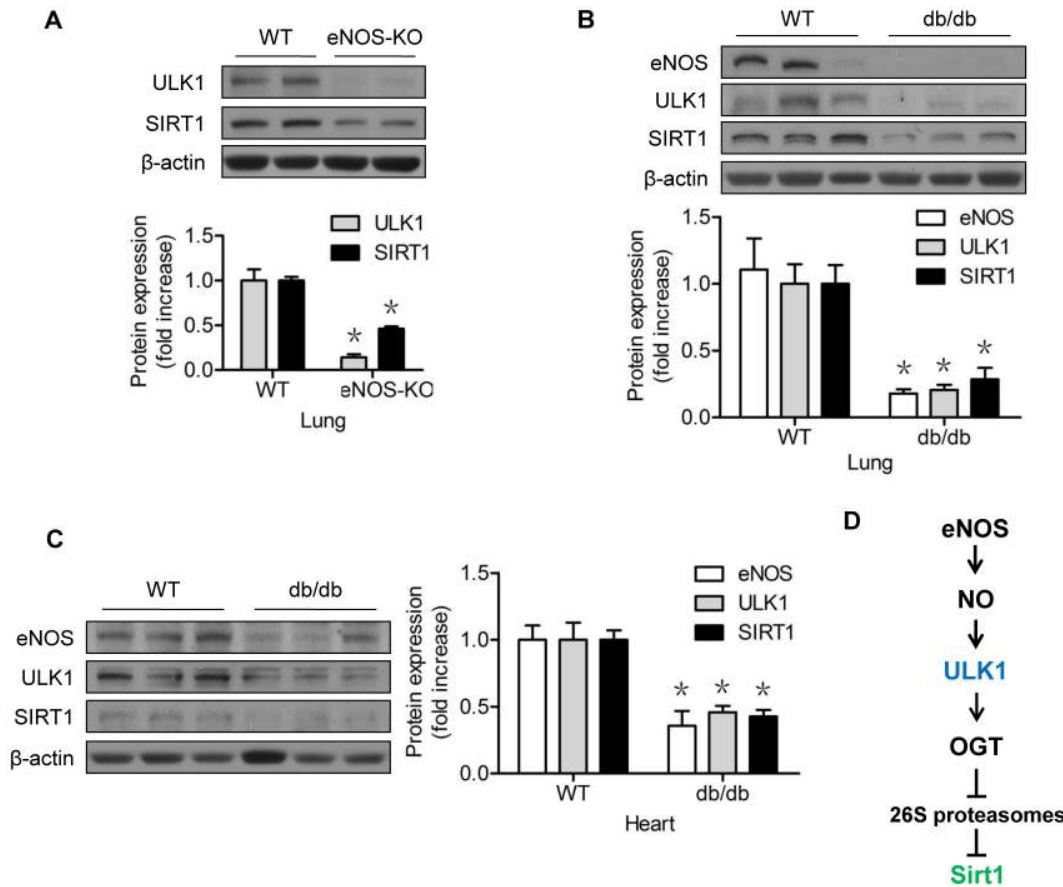 A
WT eNOS-KO
ULK1
SIRT1
β-actin
Protein expression
(fold increase)
1.5
1.0
0.5
0.0
ULK1
SIRT1
*
*
WT
eNOS-KO
Lung
B
WT db/db
eNOS
ULK1
SIRT1
β-actin
Protein expression
(fold increase)
1.5
1.0
0.5
0.0
eNOS
ULK1
SIRT1
* * *
WT
db/db
Lung
C
WT db/db
eNOS
ULK1
SIRT1
β-actin
Protein expression
(fold increase)
1.5
1.0
0.5
0.0
eNOS
ULK1
SIRT1
* * *
WT
db/db
Heart
D
eNOS
NO
ULK1
OGT
26S proteasomes
Sirt1